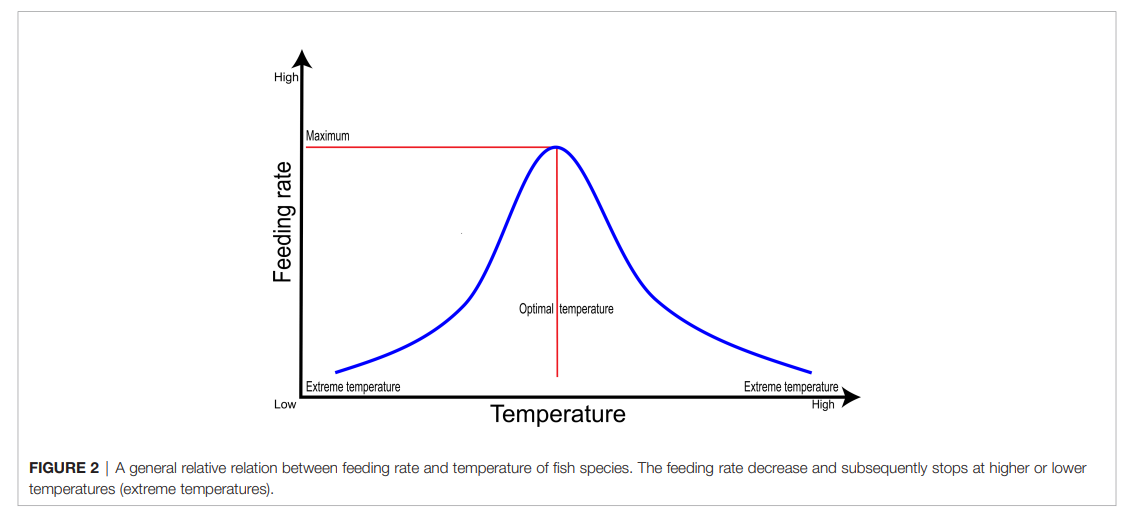 High
Maximum
Feeding rate
Optimal temperature
Extreme temperature
Extreme temperature
Low
High
Temperature
FIGURE 2 | A general relative relation between feeding rate and temperature of fish species. The feeding rate decrease and subsequently stops at higher or lower
temperatures (extreme temperatures).